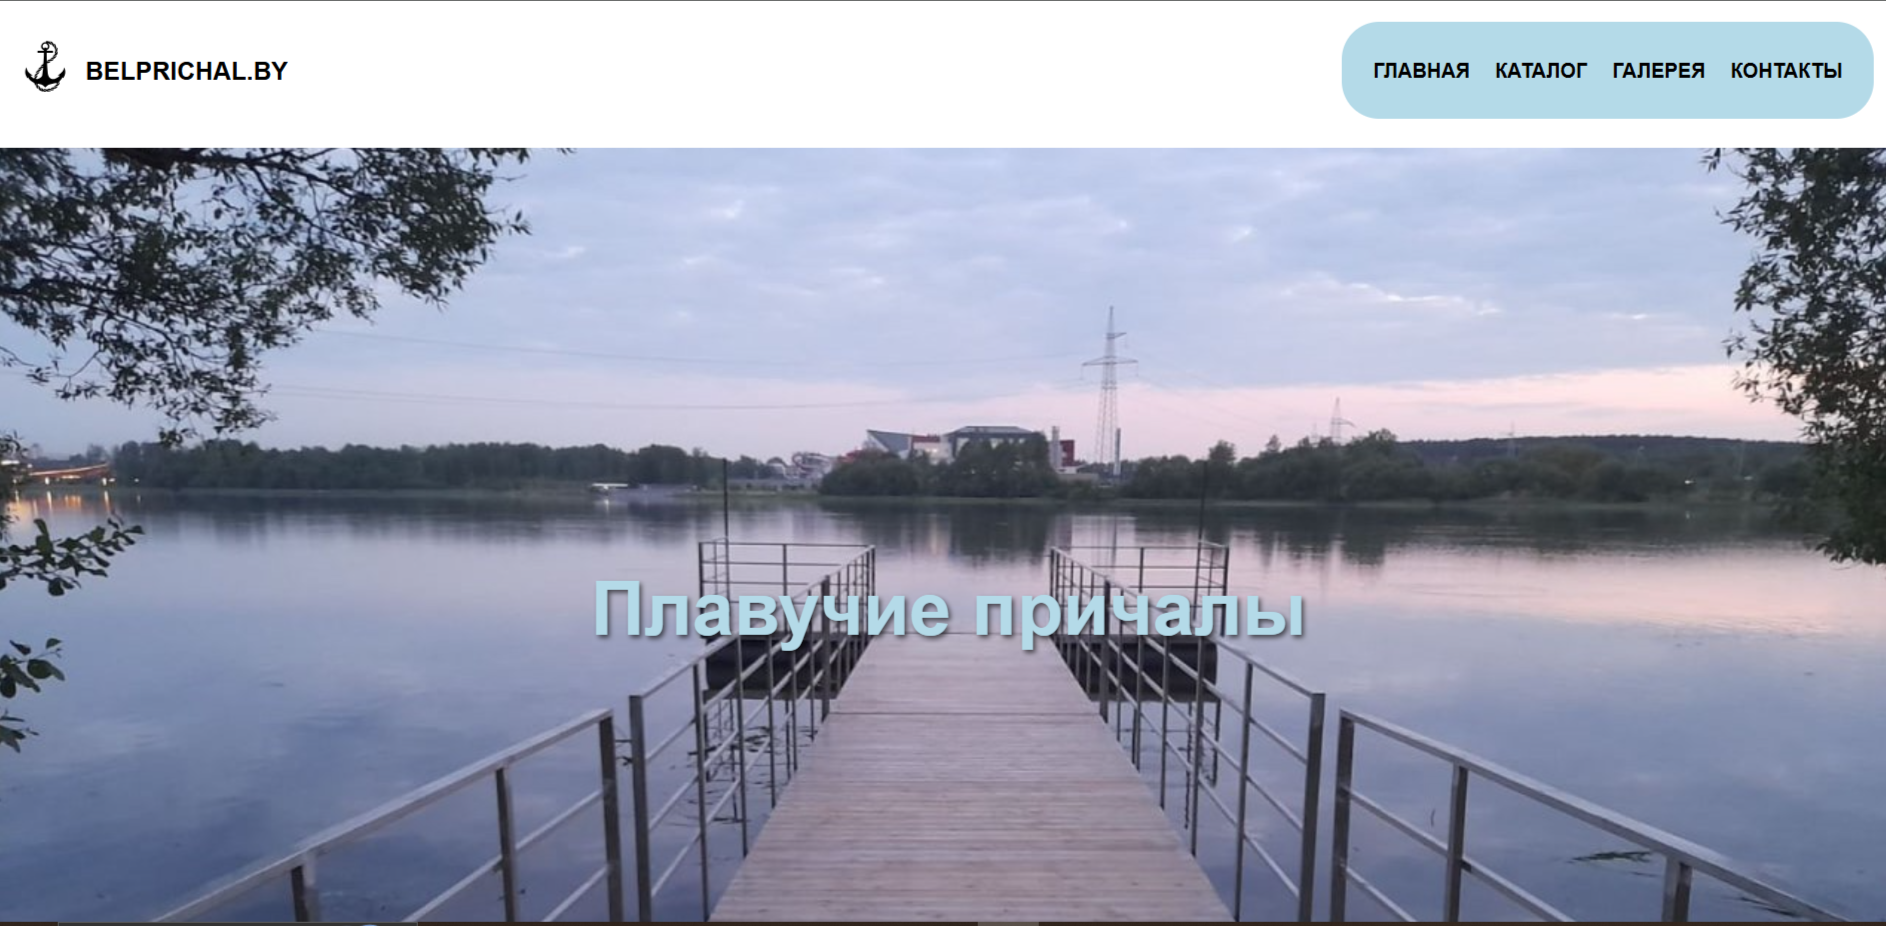 BELPRICHAL.BY
ГЛАВНАЯ КАТАЛОГ ГАЛЕРЕЯ КОНТАКТЫ
Плавучие причалы